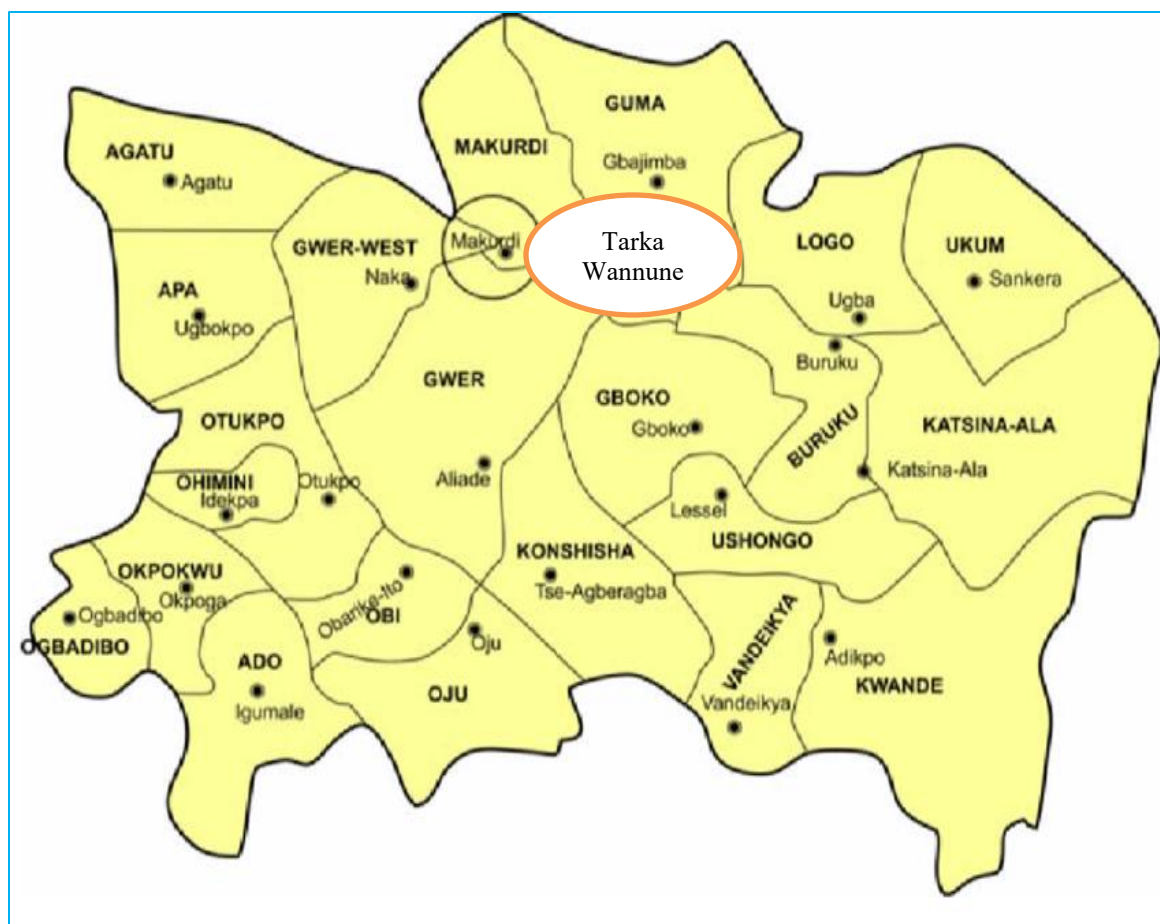 GUMA
MAKURDI
AGATU
Gbajimba
Agatu
Tarka
Wannune
Makurdi
GWER-WEST
LOGO
UKUM
Naka
Sankera
APA
Ugbokpo
Ugba
Buruku
GWER
GBOKO
OTUKPO
Gboko
BURUKU
KATSINA-ALA
Aliade
Katsina-Ala
OHIMINI
Idekpa
Otukpo
Lessel
USHONGO
KONSHISHA
OKPOKWU
Okpoga
Tse-Agberagba
Obarike-Ito
OBI
Ogbadibo
OGBADIBO
Oju
VANDEIKYA
Adikpo
ADO
KWANDE
OJU
Igumale
Vandeikya